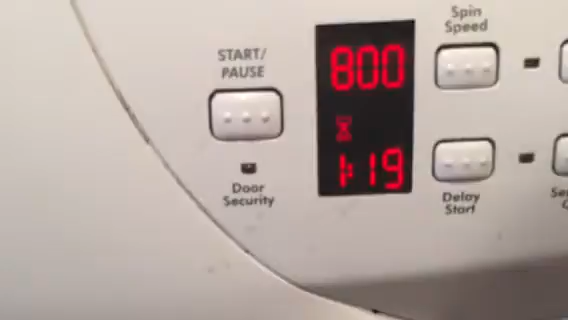 START/
PAUSE
Door
Security
800
1:19
Spin
Speed
Delay
Start